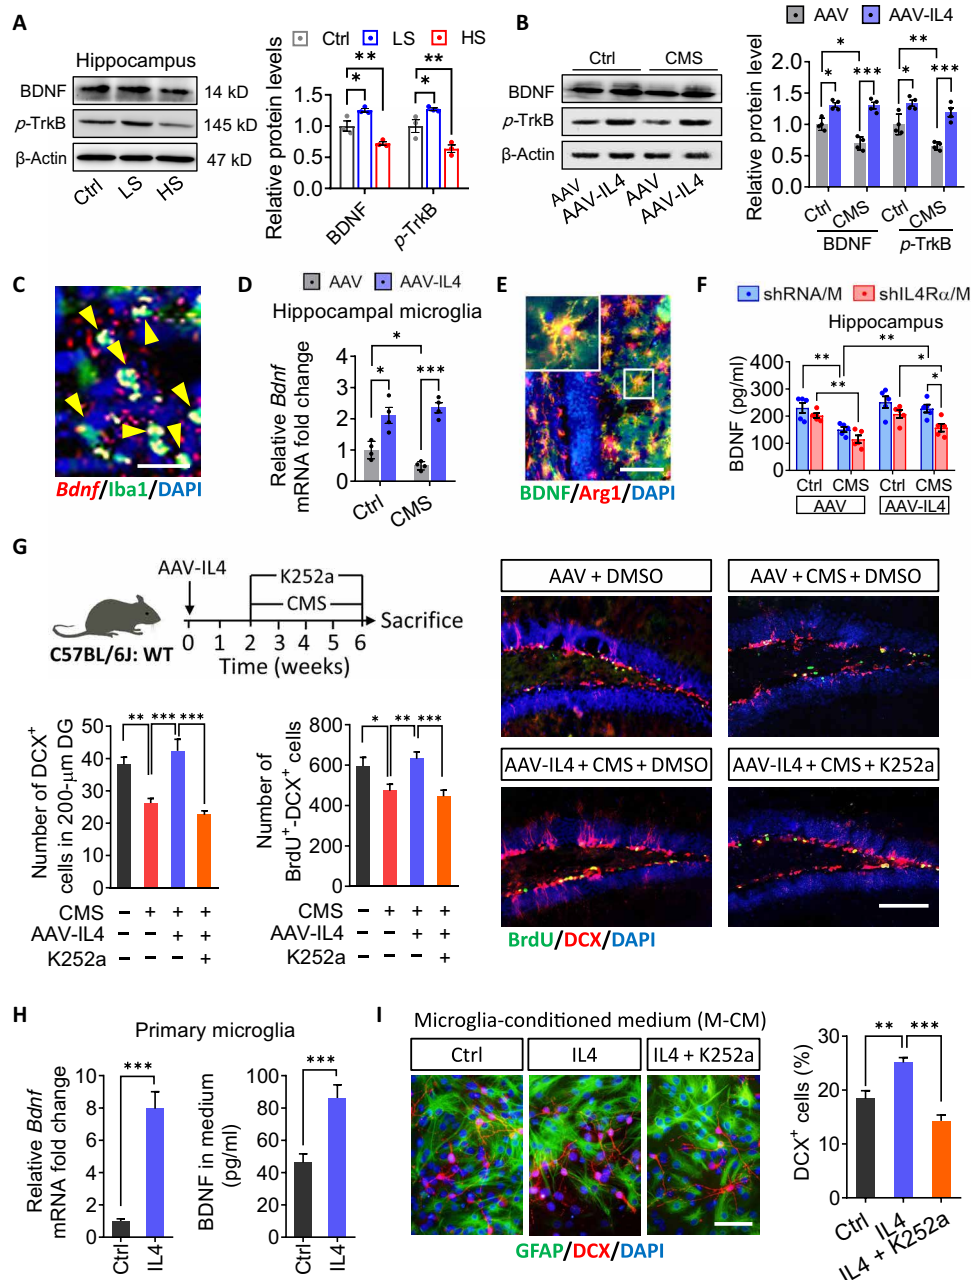 A
Hippocampus
BDNF
14 kD
p-TrkB
145 kD
β-Actin
47 kD
Ctrl
LS
HS
Ctrl LS HS
Relative protein levels
2.0
1.5
1.0
0.5
0.0
* ** * **
BDNF
p-TrkB
B
Ctrl CMS
BDNF
p-TrkB
β-Actin
AAV
AAV-IL4
AAV
AAV-IL4
AAV AAV-IL4
Relative protein level
2.0
1.5
1.0
0.5
0.0
* * *** ** * ***
Ctrl CMS Ctrl CMS
BDNF p-TrkB
C
Bdnf/Iba1/DAPI
D
AAV AAV-IL4
Hippocampal microglia
Relative Bdnf
mRNA fold change
4
3
2
1
0
* * ***
Ctrl
CMS
E
BDNF/Arg1/DAPI
F
shRNA/M shIL4Rα/M
Hippocampus
BDNF (pg/ml)
400
300
200
100
0
** ** ** * *
Ctrl CMS Ctrl CMS
AAV AAV-IL4
G
AAV-IL4
K252a
CMS
Sacrifice
0 1 2 3 4 5 6
C57BL/6J: WT
Time (weeks)
Number of DCX+
cells in 200-μm DG
50
40
30
20
10
0
** *** ***
CMS − + + +
AAV-IL4 − − + +
K252a − − − +
Number of
BrdU+-DCX+ cells
800
600
400
200
0
* ** ***
CMS − + + +
AAV-IL4 − − + +
K252a − − − +
AAV + DMSO
AAV + CMS + DMSO
AAV-IL4 + CMS + DMSO
AAV-IL4 + CMS + K252a
BrdU/DCX/DAPI
H
Primary microglia
Relative Bdnf
mRNA fold change
10
8
6
4
2
0
***
Ctrl
IL4
BDNF in medium
(pg/ml)
100
80
60
40
20
0
***
Ctrl
IL4
I
Microglia-conditioned medium (M-CM)
Ctrl
IL4
IL4 + K252a
GFAP/DCX/DAPI
DCX+ cells (%)
30
20
10
0
** ***
Ctrl
IL4
IL4 + K252a